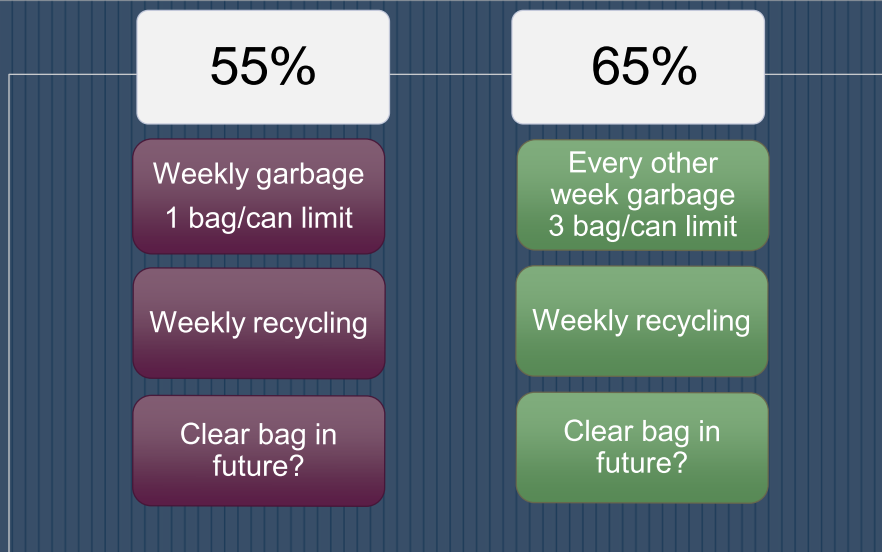 55%
Weekly garbage
1 bag/can limit
Weekly recycling
Clear bag in
future?
65%
Every other
week garbage
3 bag/can limit
Weekly recycling
Clear bag in
future?